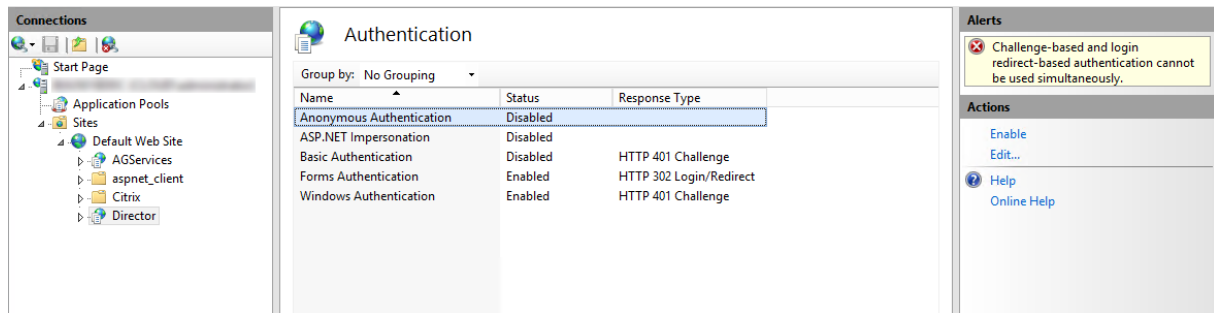 Connections
Start Page
Application Pools
Sites
Default Web Site
AGServices
aspnet_client
Citrix
Director
Authentication
Group by: No Grouping
Name Status Response Type
Anonymous Authentication Disabled
ASP.NET Impersonation Disabled
Basic Authentication Disabled HTTP 401 Challenge
Forms Authentication Enabled HTTP 302 Login/Redirect
Windows Authentication Enabled HTTP 401 Challenge
Alerts
Challenge-based and login
redirect-based authentication cannot
be used simultaneously.
Actions
Enable
Edit...
Help
Online Help